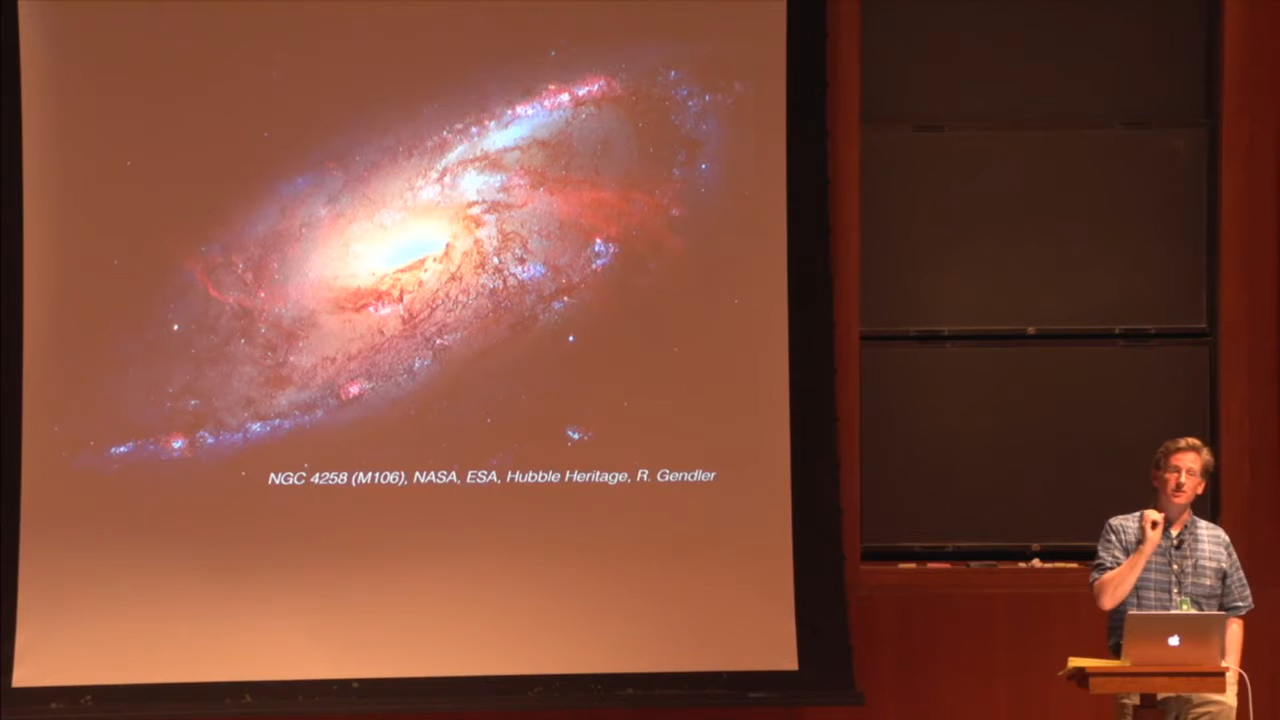 NGC 4258 (M106), NASA, ESA, Hubble Heritage, R. Gendler